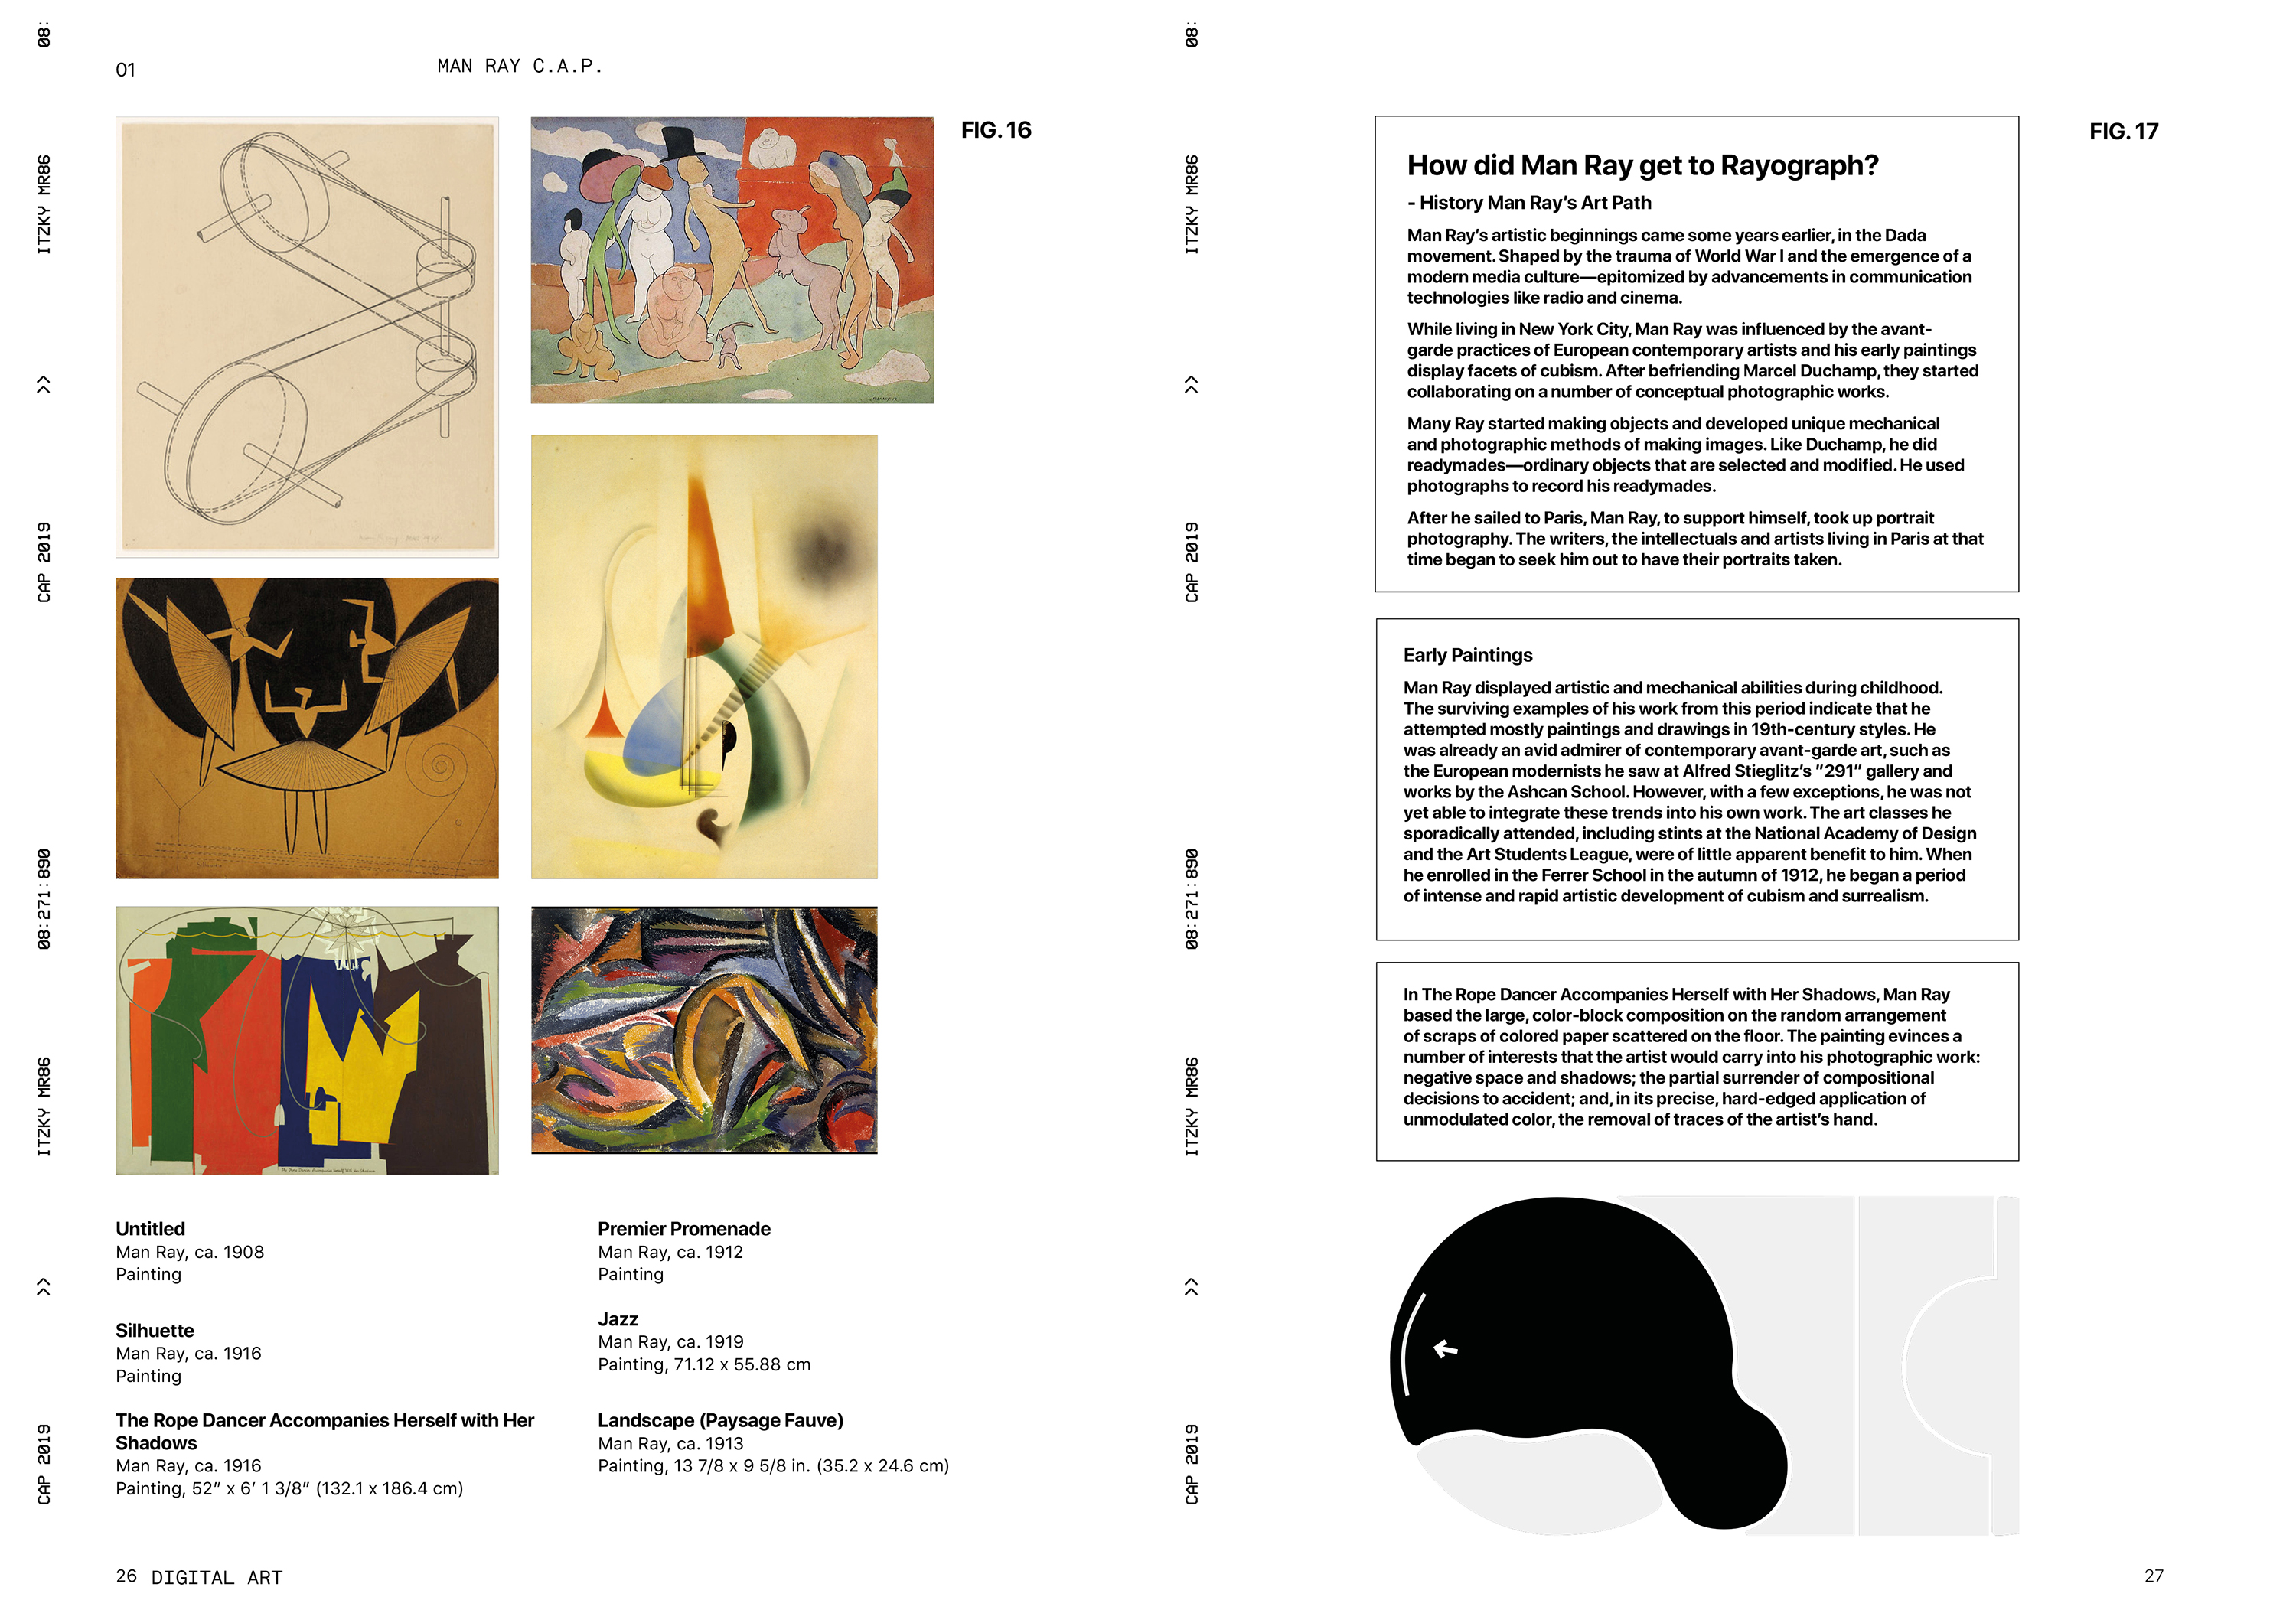 08:
ITZKY MR86
>>
CAP 2019
08:271:890
ITZKY MR86
>>
CAP 2019
01
MAN RAY C.A.P.
FIG. 16
The Rope Dancer Accompanies Herself With Her Shadows
Untitled
Man Ray, ca. 1908
Painting
Silhuette
Man Ray, ca. 1916
Painting
The Rope Dancer Accompanies Herself with Her
Shadows
Man Ray, ca. 1916
Painting, 52” x 6’ 1 3/8” (132.1 x 186.4 cm)
Premier Promenade
Man Ray, ca. 1912
Painting
Jazz
Man Ray, ca. 1919
Painting, 71.12 x 55.88 cm
Landscape (Paysage Fauve)
Man Ray, ca. 1913
Painting, 13 7/8 x 9 5/8 in. (35.2 x 24.6 cm)
26 DIGITAL ART
08:
ITZKY MR86
>>
CAP 2019
08:271:890
ITZKY MR86
>>
CAP 2019
FIG. 17
How did Man Ray get to Rayograph?
- History Man Ray’s Art Path
Man Ray’s artistic beginnings came some years earlier, in the Dada
movement. Shaped by the trauma of World War I and the emergence of a
modern media culture—epitomized by advancements in communication
technologies like radio and cinema.
While living in New York City, Man Ray was influenced by the avant-
garde practices of European contemporary artists and his early paintings
display facets of cubism. After befriending Marcel Duchamp, they started
collaborating on a number of conceptual photographic works.
Many Ray started making objects and developed unique mechanical
and photographic methods of making images. Like Duchamp, he did
readymades—ordinary objects that are selected and modified. He used
photographs to record his readymades.
After he sailed to Paris, Man Ray, to support himself, took up portrait
photography. The writers, the intellectuals and artists living in Paris at that
time began to seek him out to have their portraits taken.
Early Paintings
Man Ray displayed artistic and mechanical abilities during childhood.
The surviving examples of his work from this period indicate that he
attempted mostly paintings and drawings in 19th-century styles. He
was already an avid admirer of contemporary avant-garde art, such as
the European modernists he saw at Alfred Stieglitz’s ”291” gallery and
works by the Ashcan School. However, with a few exceptions, he was not
yet able to integrate these trends into his own work. The art classes he
sporadically attended, including stints at the National Academy of Design
and the Art Students League, were of little apparent benefit to him. When
he enrolled in the Ferrer School in the autumn of 1912, he began a period
of intense and rapid artistic development of cubism and surrealism.
In The Rope Dancer Accompanies Herself with Her Shadows, Man Ray
based the large, color-block composition on the random arrangement
of scraps of colored paper scattered on the floor. The painting evinces a
number of interests that the artist would carry into his photographic work:
negative space and shadows; the partial surrender of compositional
decisions to accident; and, in its precise, hard-edged application of
unmodulated color, the removal of traces of the artist’s hand.
27